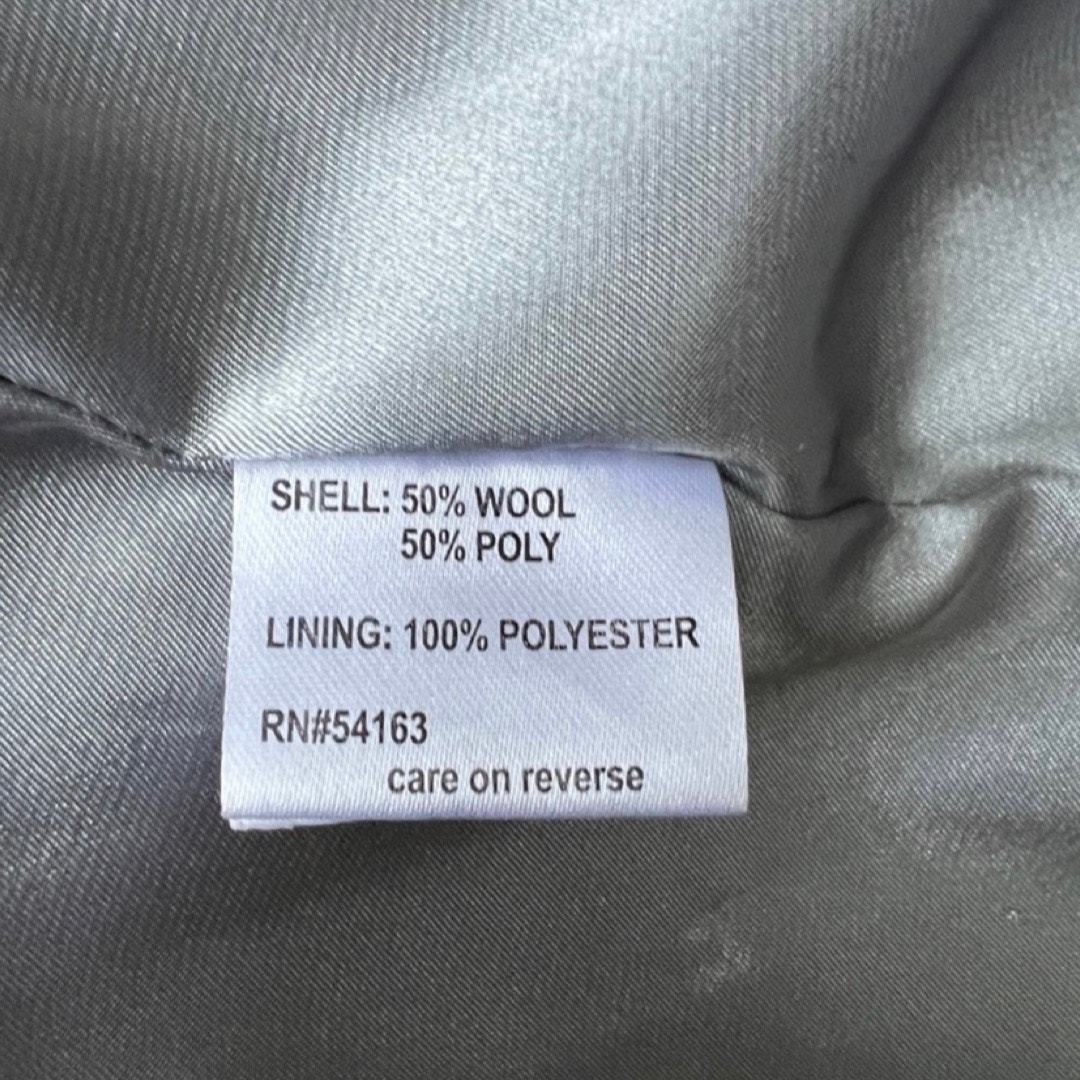 SHELL: 50% WOOL
50% POLY
LINING: 100% POLYESTER
RN#54163
care on reverse